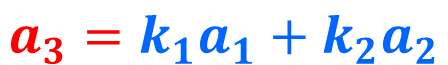 a₃ = k₁a₁ + k₂a₂